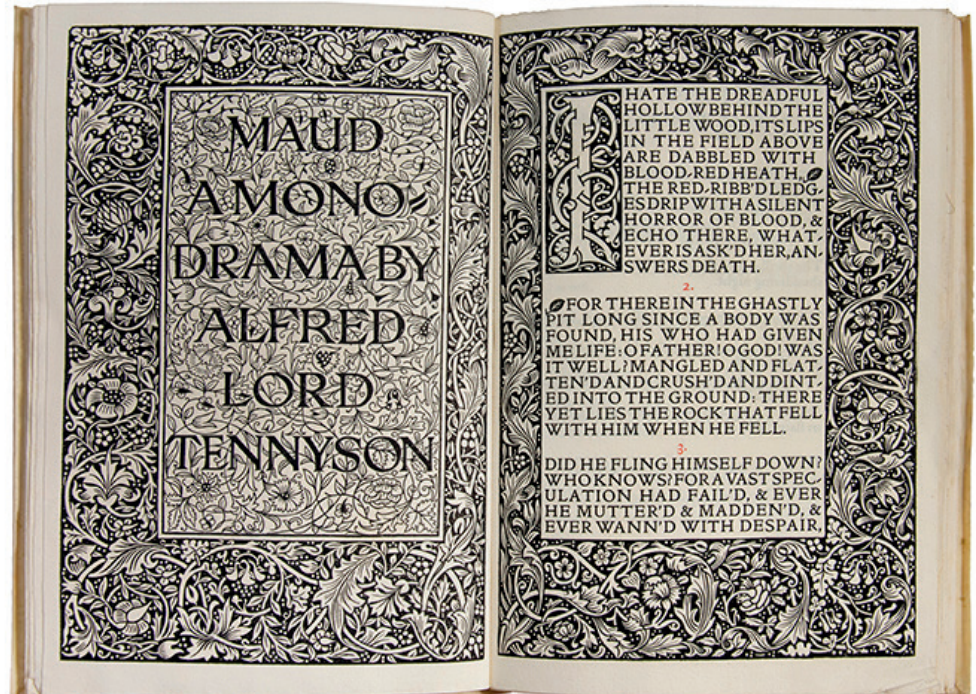 MAUD
A MONO-
DRAMA BY
ALFRED
LORD
TENNYSON
I HATE THE DREADFUL
HOLLOW BEHIND THE
LITTLE WOOD, ITS LIPS
IN THE FIELD ABOVE
ARE DABBLED WITH
BLOOD-RED HEATH,
THE RED-RIBB'D LEDG-
ES DRIP WITH A SILENT
HORROR OF BLOOD, &
ECHO THERE, WHAT-
EVER IS ASK'D HER, AN-
SWERS DEATH.
2.
FOR THERE IN THE GHASTLY
PIT LONG SINCE A BODY WAS
FOUND, HIS WHO HAD GIVEN
ME LIFE: O FATHER! O GOD! WAS
IT WELL? MANGLED AND FLAT-
TEN'D AND CRUSH'D AND DINT-
ED INTO THE GROUND: THERE
YET LIES THE ROCK THAT FELL
WITH HIM WHEN HE FELL.
3.
DID HE FLING HIMSELF DOWN?
WHO KNOWS? FOR A VAST SPEC-
ULATION HAD FAIL'D, & EVER
HE MUTTER'D & MADDEN'D, &
EVER WANN'D WITH DESPAIR,